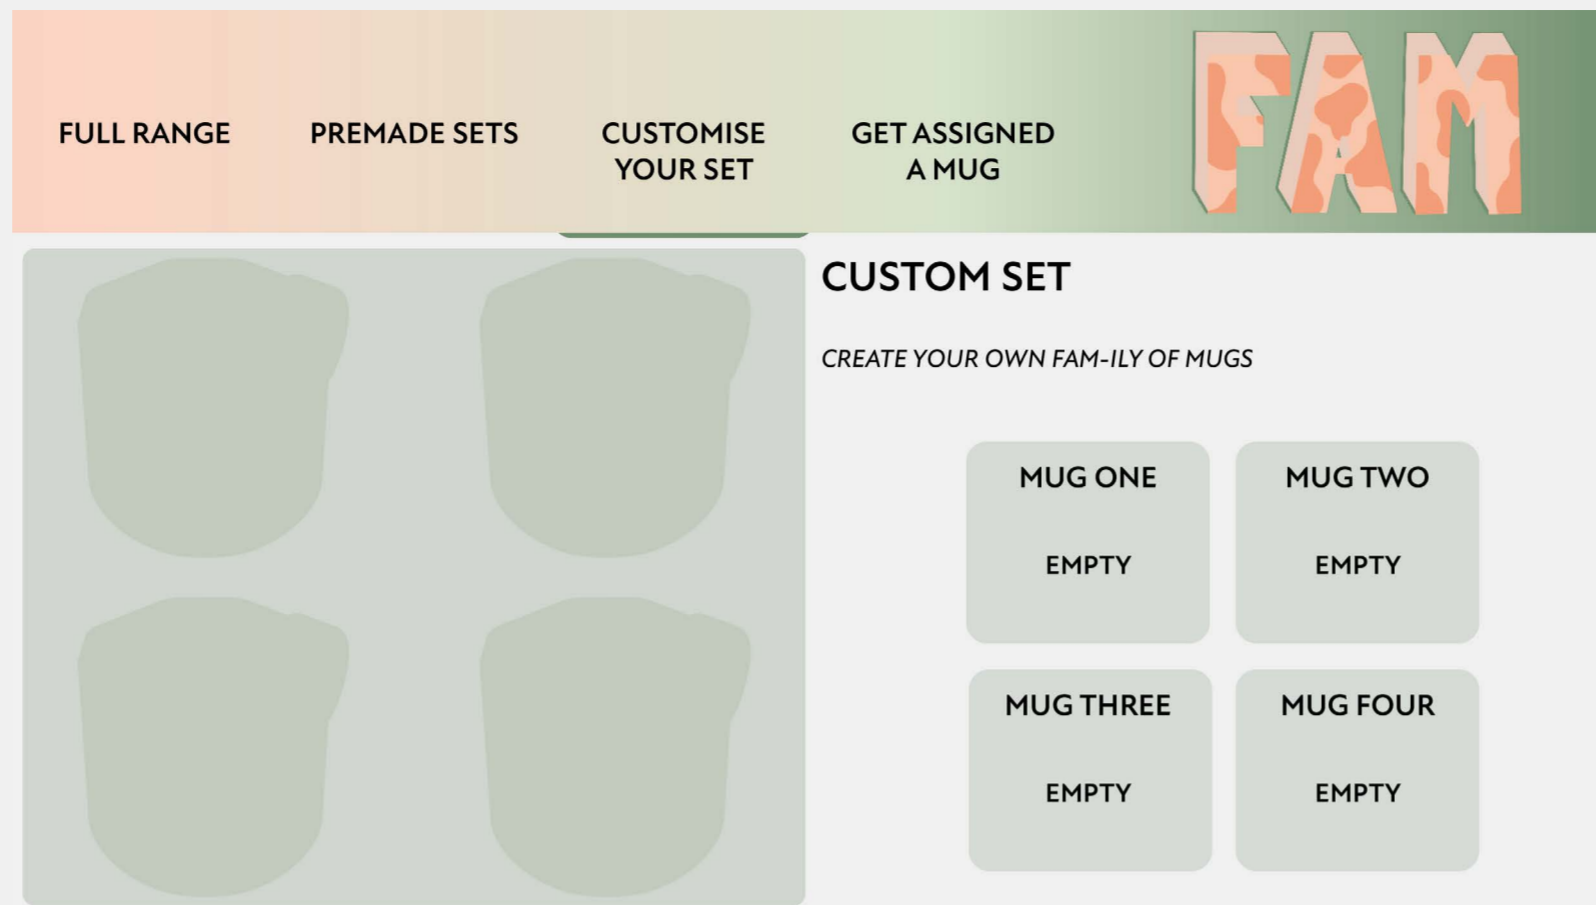 FULL RANGE
PREMADE SETS
CUSTOMISE
YOUR SET
GET ASSIGNED
A MUG
FAM
CUSTOM SET
CREATE YOUR OWN FAM-ILY OF MUGS
MUG ONE
EMPTY
MUG TWO
EMPTY
MUG THREE
EMPTY
MUG FOUR
EMPTY